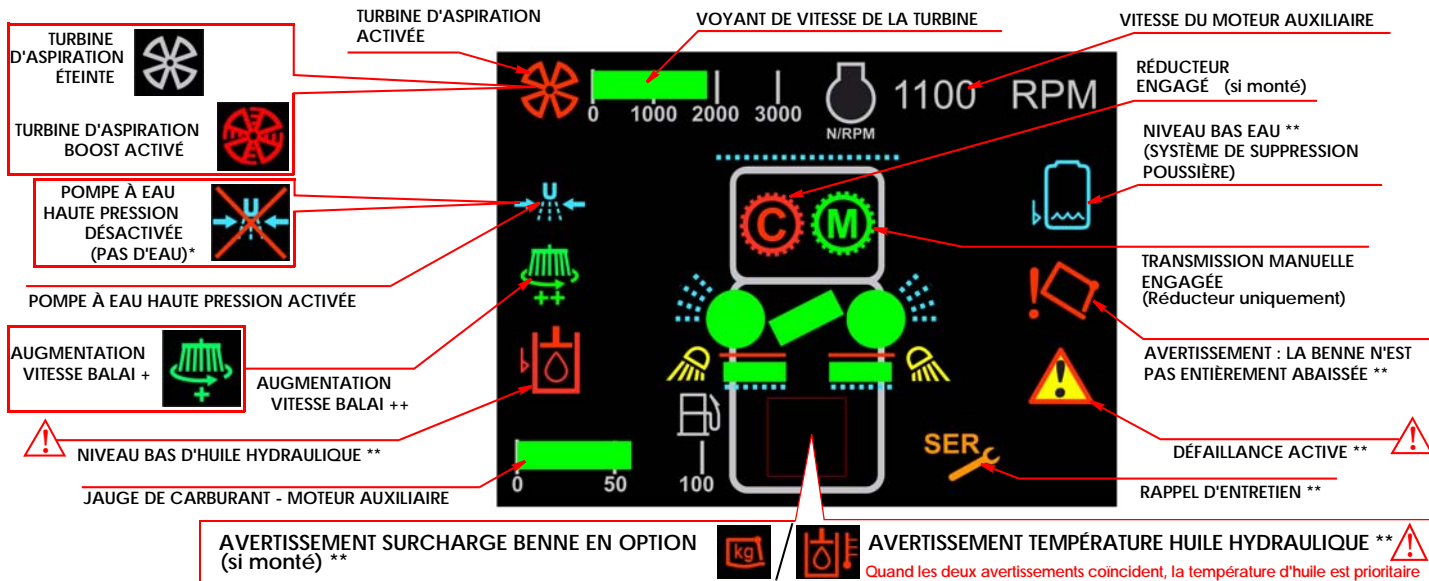 TURBINE
D'ASPIRATION
ÉTEINTE
TURBINE D'ASPIRATION
BOOST ACTIVÉ
POMPE À EAU
HAUTE PRESSION
DÉSACTIVÉE
(PAS D'EAU)*
POMPE À EAU HAUTE PRESSION ACTIVÉE
AUGMENTATION
VITESSE BALAI +
AUGMENTATION
VITESSE BALAI ++
NIVEAU BAS D'HUILE HYDRAULIQUE **
JAUGE DE CARBURANT - MOTEUR AUXILIAIRE
TURBINE D'ASPIRATION
ACTIVÉE
VOYANT DE VITESSE DE LA TURBINE
VITESSE DU MOTEUR AUXILIAIRE
0 1000 2000 3000
N/RPM
1100 RPM
U
U
++
+
C M
SER
0 50 100
RÉDUCTEUR
ENGAGÉ (si monté)
NIVEAU BAS EAU **
(SYSTÈME DE SUPPRESSION
POUSSIÈRE)
TRANSMISSION MANUELLE
ENGAGÉE
(Réducteur uniquement)
AVERTISSEMENT : LA BENNE N'EST
PAS ENTIÈREMENT ABAISSÉE **
DÉFAILLANCE ACTIVE **
RAPPEL D'ENTRETIEN **
AVERTISSEMENT SURCHARGE BENNE EN OPTION
(si monté) **
kg
/
AVERTISSEMENT TEMPÉRATURE HUILE HYDRAULIQUE **
Quand les deux avertissements coïncident, la température d'huile est prioritaire